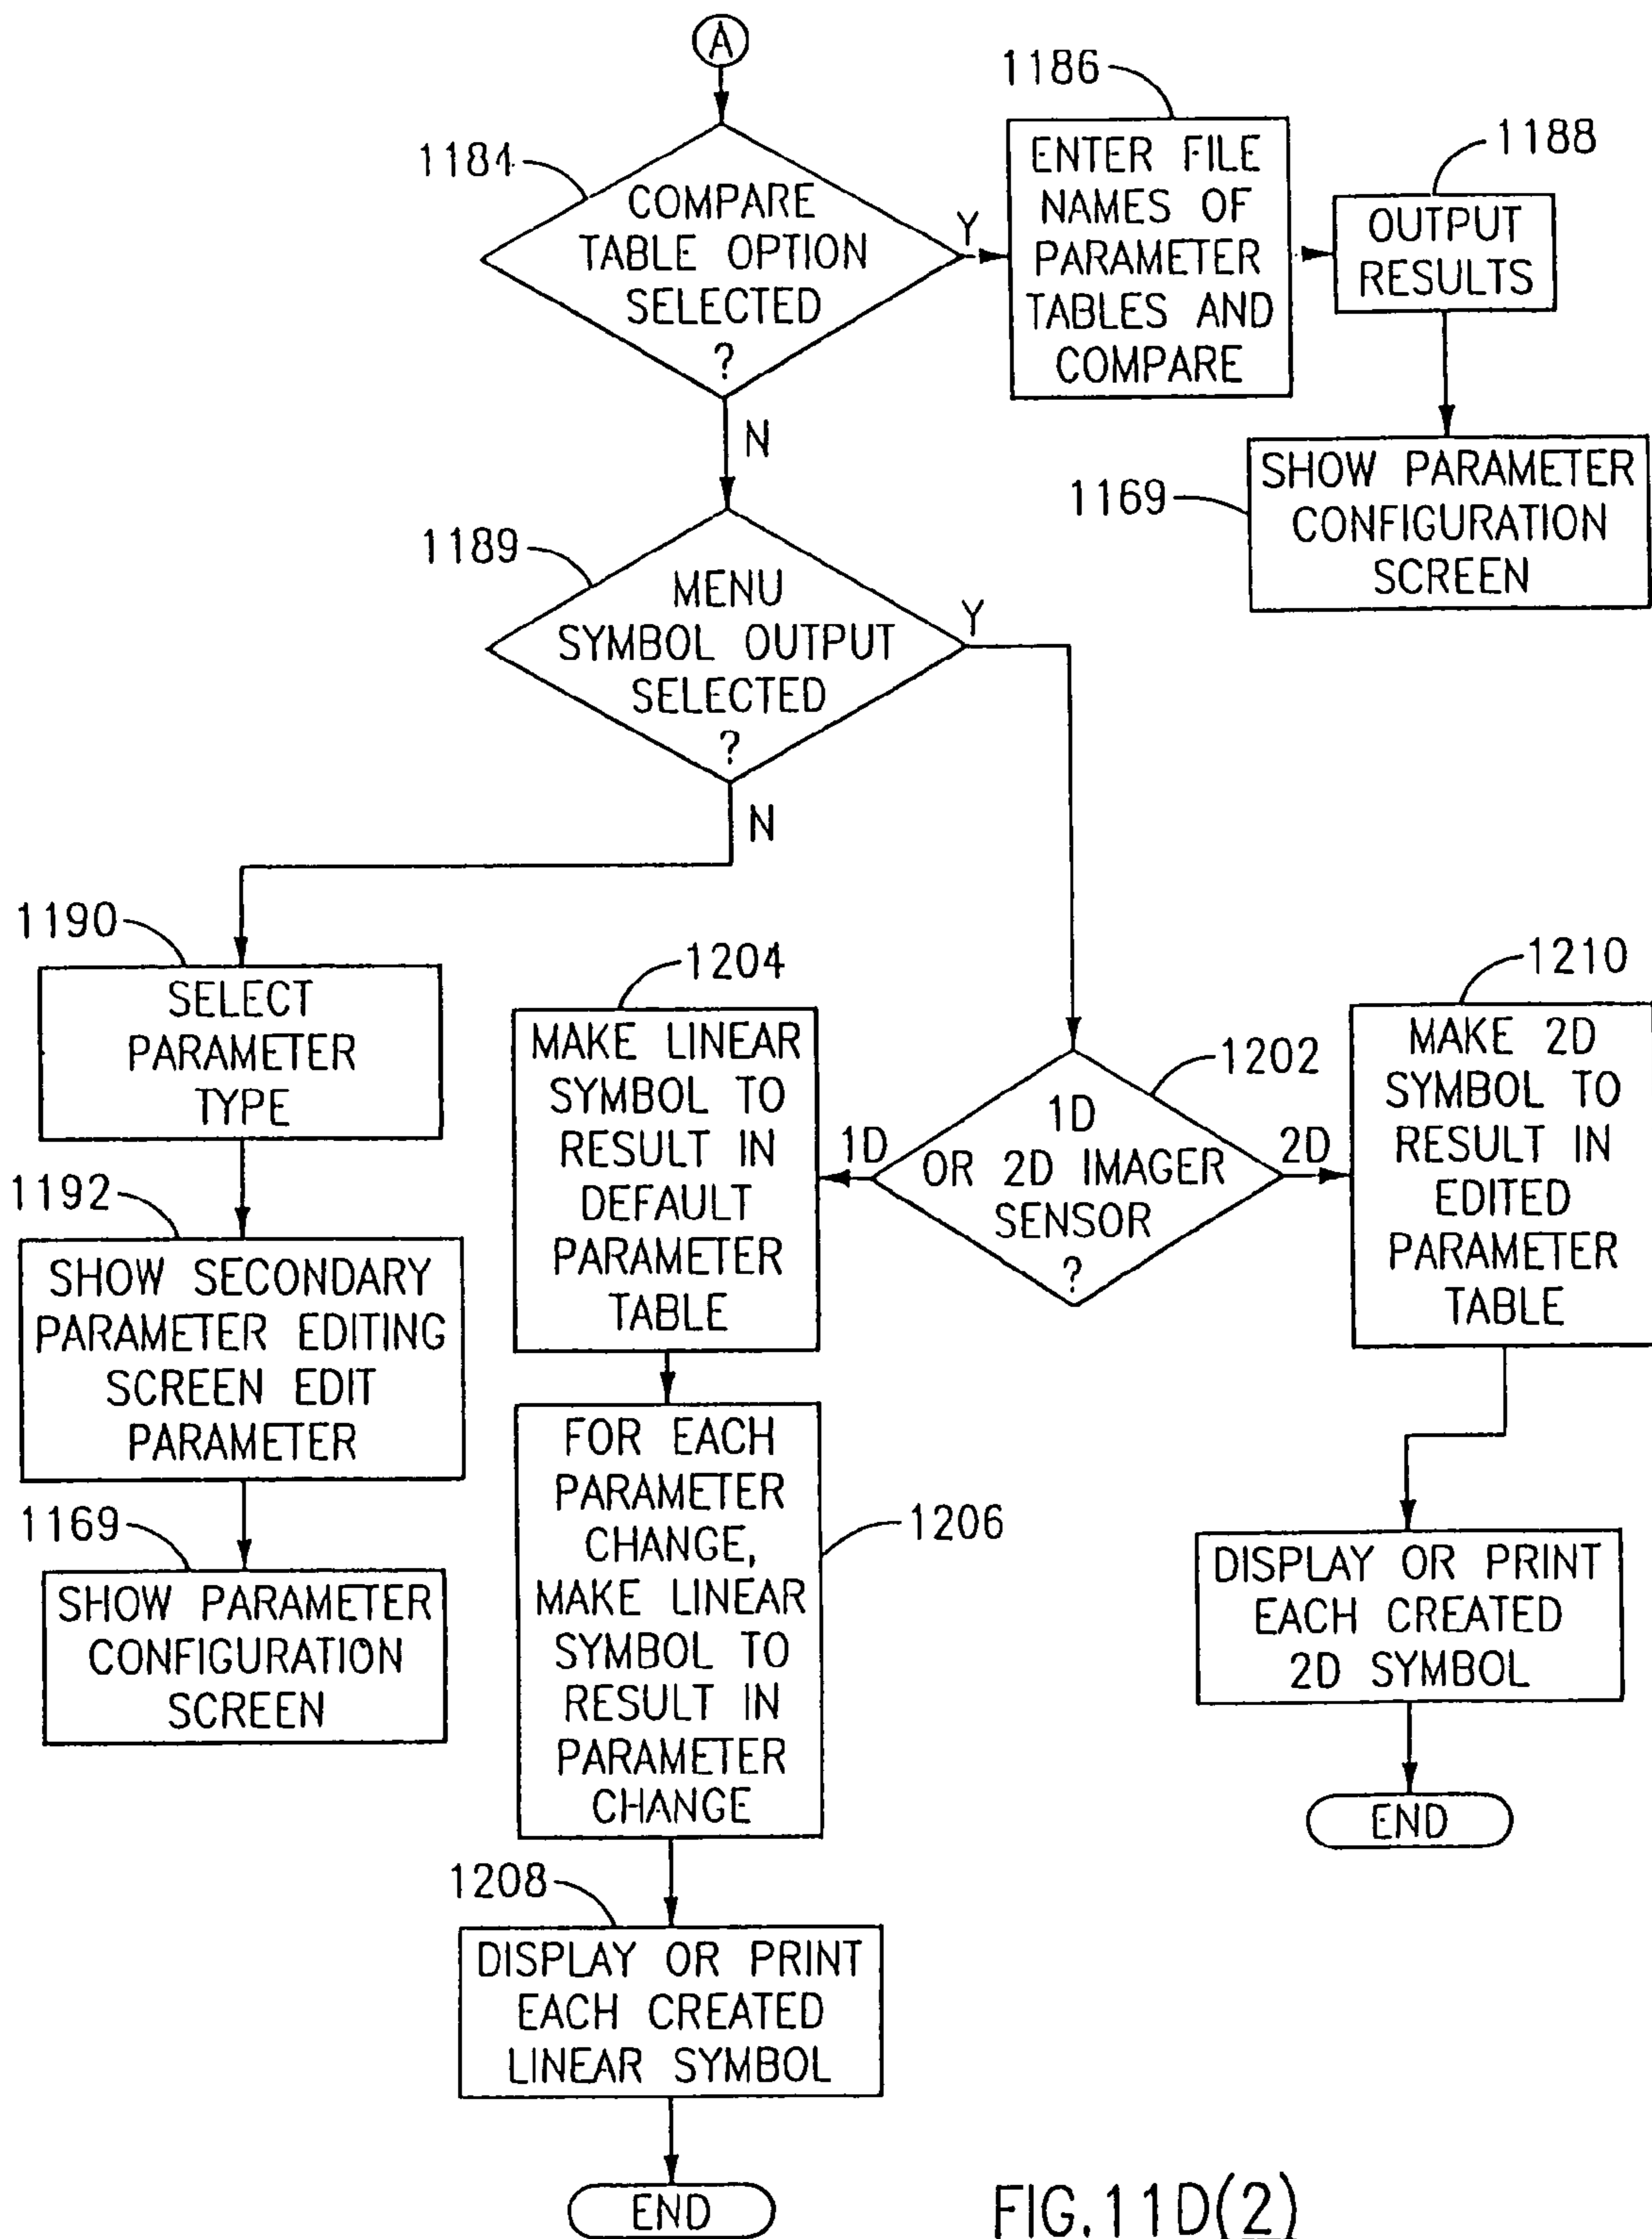 A
1184
COMPARE
TABLE OPTION
SELECTED
?
Y
N
1186
ENTER FILE
NAMES OF
PARAMETER
TABLES AND
COMPARE
1188
OUTPUT
RESULTS
1169
SHOW PARAMETER
CONFIGURATION
SCREEN
1189
MENU
SYMBOL OUTPUT
SELECTED
?
Y
N
1190
SELECT
PARAMETER
TYPE
1192
SHOW SECONDARY
PARAMETER EDITING
SCREEN EDIT
PARAMETER
1169
SHOW PARAMETER
CONFIGURATION
SCREEN
1202
1D
OR 2D IMAGER
SENSOR
?
1D
2D
1204
MAKE LINEAR
SYMBOL TO
RESULT IN
DEFAULT
PARAMETER
TABLE
1206
FOR EACH
PARAMETER
CHANGE,
MAKE LINEAR
SYMBOL TO
RESULT IN
PARAMETER
CHANGE
1208
DISPLAY OR PRINT
EACH CREATED
LINEAR SYMBOL
END
1210
MAKE 2D
SYMBOL TO
RESULT IN
EDITED
PARAMETER
TABLE
DISPLAY OR PRINT
EACH CREATED
2D SYMBOL
END
FIG.11D(2)